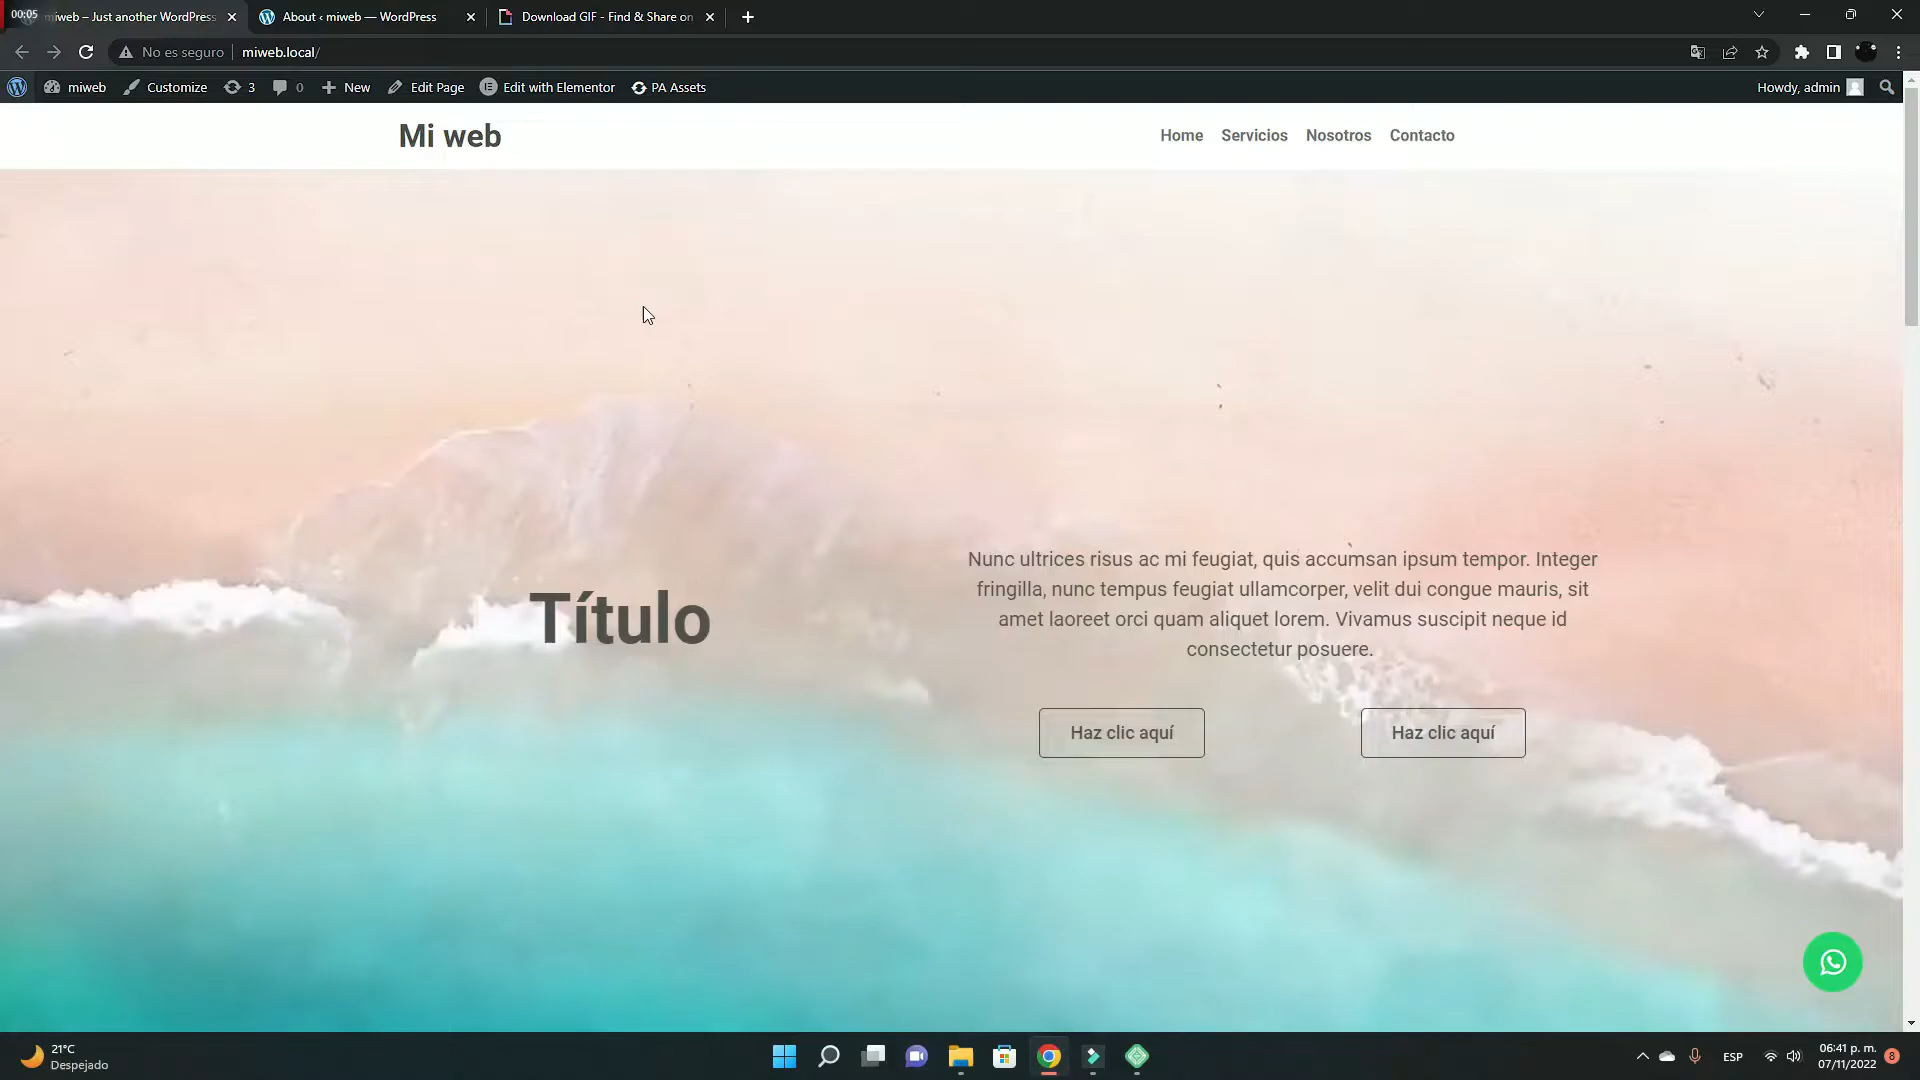 00:05
miweb – Just another WordPress
About ‹ miweb — WordPress
Download GIF - Find & Share on
No es seguro
miweb.local/
miweb
Customize
3
0
New
Edit Page
Edit with Elementor
PA Assets
Howdy, admin
Mi web
Home
Servicios
Nosotros
Contacto
Título
Nunc ultrices risus ac mi feugiat, quis accumsan ipsum tempor. Integer
fringilla, nunc tempus feugiat ullamcorper, velit dui congue mauris, sit
amet laoreet orci quam aliquet lorem. Vivamus suscipit neque id
consectetur posuere.
Haz clic aquí
Haz clic aquí
21°C
Despejado
ESP
06:41 p. m.
07/11/2022
8